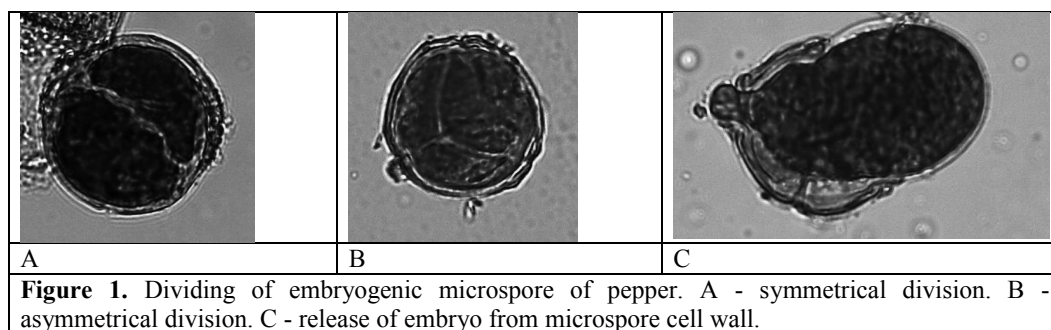 A B C
Figure 1. Dividing of embryogenic microspore of pepper. A - symmetrical division. B -
asymmetrical division. C - release of embryo from microspore cell wall.